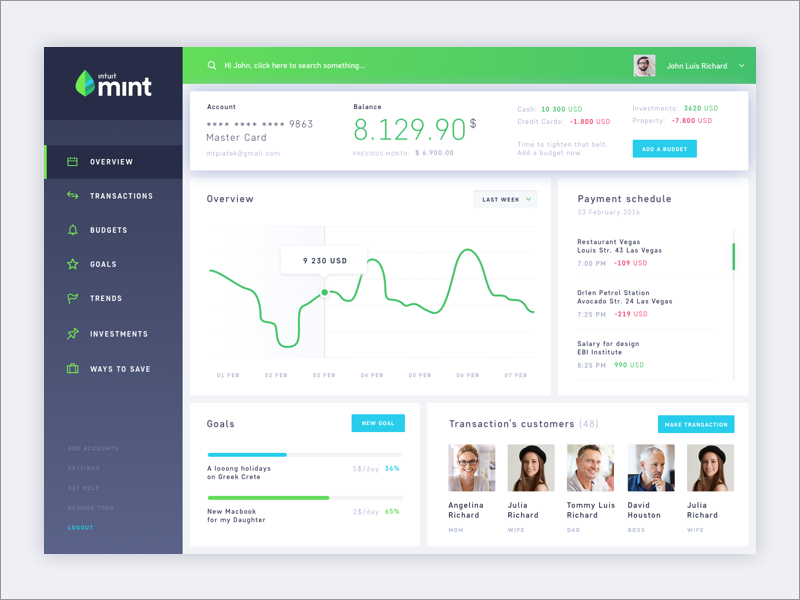 intuit
mint
Hi John, click here to search something...
John Luis Richard
OVERVIEW
TRANSACTIONS
BUDGETS
GOALS
TRENDS
INVESTMENTS
WAYS TO SAVE
ADD ACCOUNTS
SETTINGS
GET HELP
RESUME TOUR
LOGOUT
Account
**** **** **** 9863
Master Card
mtpiatek@gmail.com
Balance
8.129.90$
PREVIOUS MONTH: $ 6.900.00
Cash: 10 300 USD
Credit Cards: -1.800 USD
Investments: 3620 USD
Property: -7.800 USD
Time to tighten that belt.
Add a budget now.
ADD A BUDGET
Overview
LAST WEEK
9 230 USD
01 FEB 02 FEB 03 FEB 04 FEB 05 FEB 06 FEB 07 FEB
Payment schedule
03 February 2016
Restaurant Vegas
Louis Str. 43 Las Vegas
7:00 PM -109 USD
Orlen Petrol Station
Avocado Str. 24 Las Vegas
7:25 PM -219 USD
Salary for design
EBI Institute
8:25 PM 990 USD
Goals
NEW GOAL
A looong holidays
on Greek Crete
5$/day 36%
New Macbook
for my Daughter
2$/day 65%
Transaction's customers (48)
MAKE TRANSACTION
Angelina
Richard
MOM
Julia
Richard
WIFE
Tommy Luis
Richard
DAD
David
Houston
BOSS
Julia
Richard
WIFE